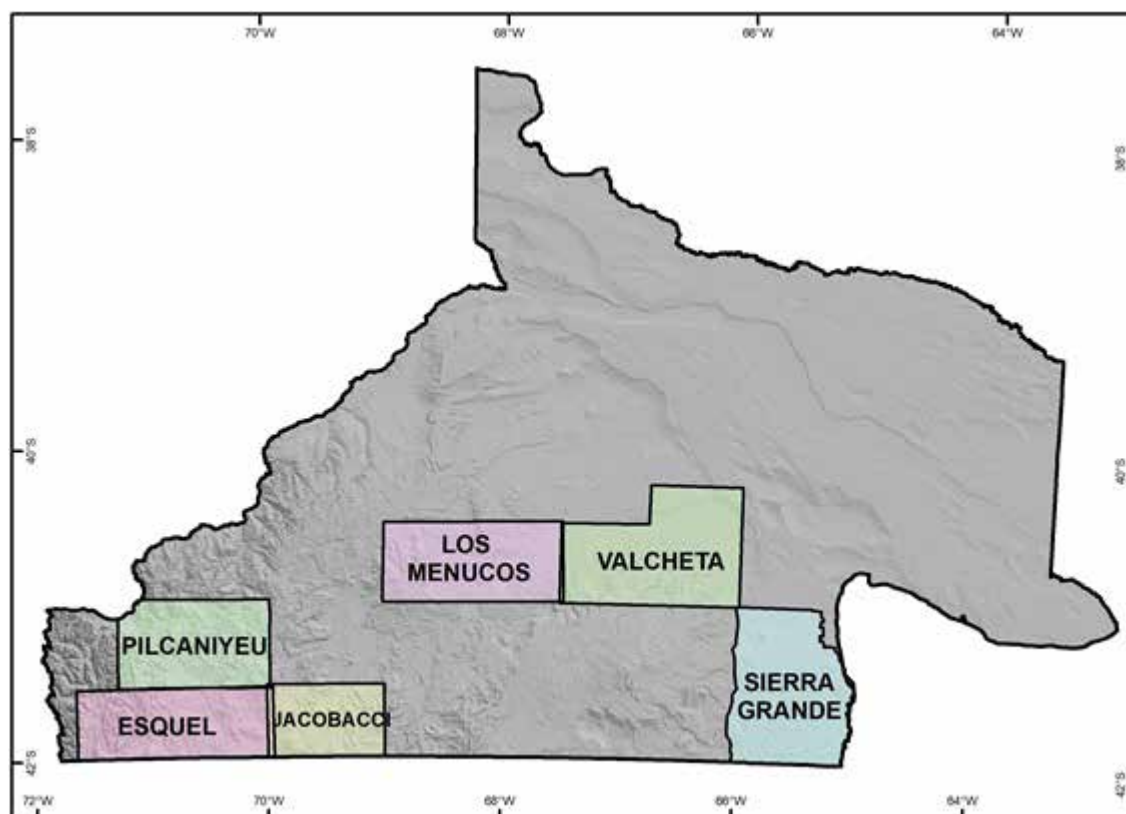 70°W 68°W 66°W 64°W
38°S
38°S
40°S
40°S
LOS
MENUCOS
VALCHETA
PILCANIYEU
SIERRA
GRANDE
ESQUEL
JACOBACCI
42°S
42°S
72°W 70°W 68°W 66°W 64°W